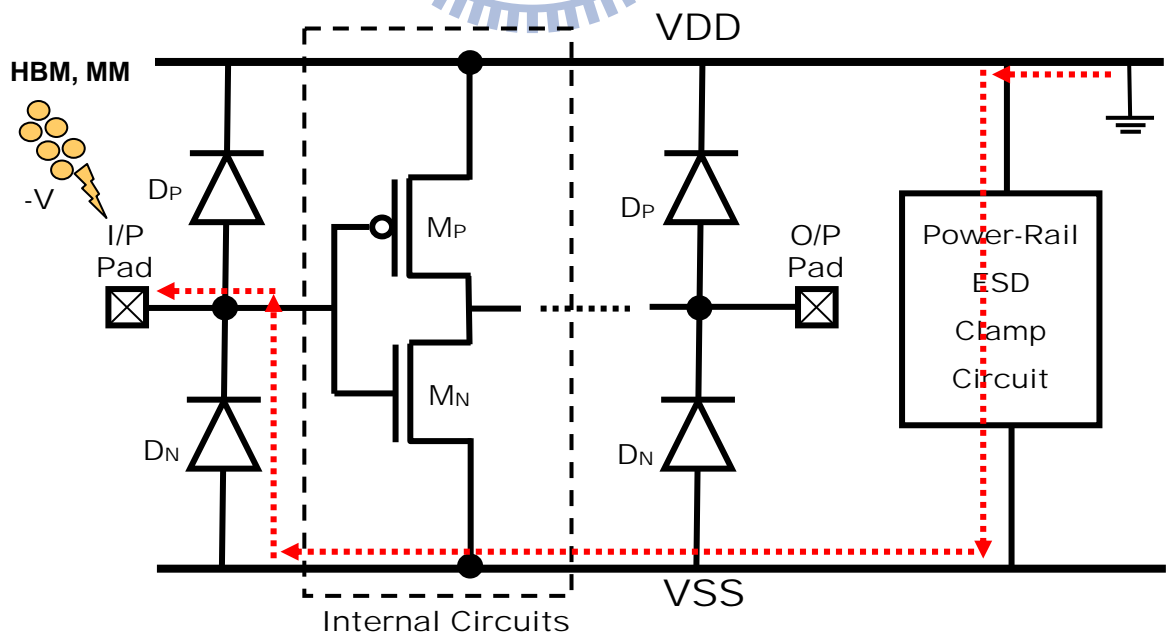 VDD
HBM, MM
-V
I/P
Pad
DP
DN
MP
MN
DP
DN
O/P
Pad
Power-Rail
ESD
Clamp
Circuit
VSS
Internal Circuits